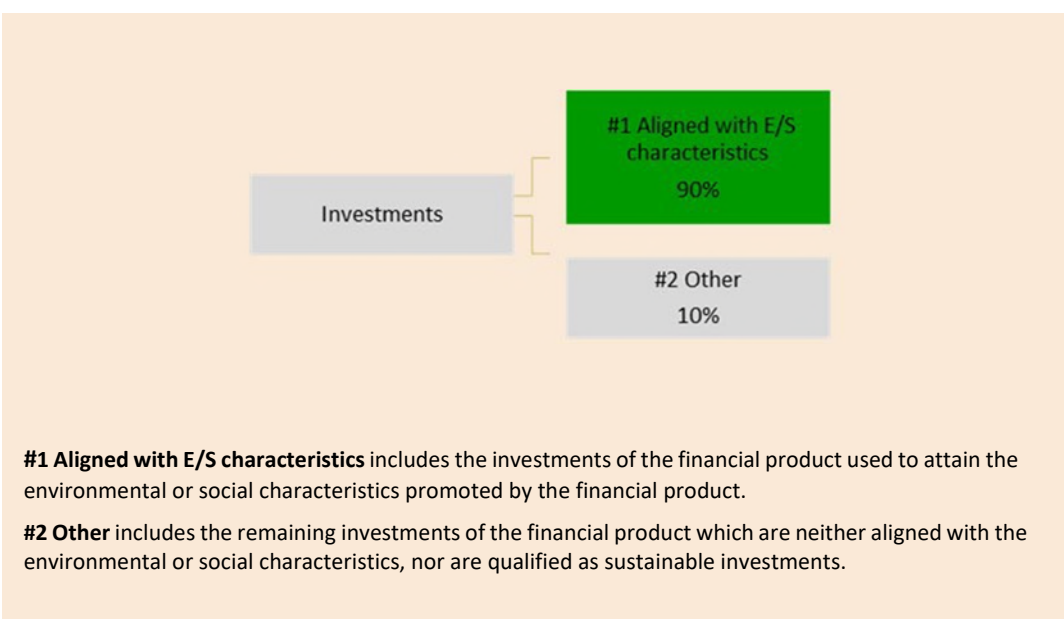 #1 Aligned with E/S
characteristics
90%
Investments
#2 Other
10%
#1 Aligned with E/S characteristics includes the investments of the financial product used to attain the
environmental or social characteristics promoted by the financial product.
#2 Other includes the remaining investments of the financial product which are neither aligned with the
environmental or social characteristics, nor are qualified as sustainable investments.